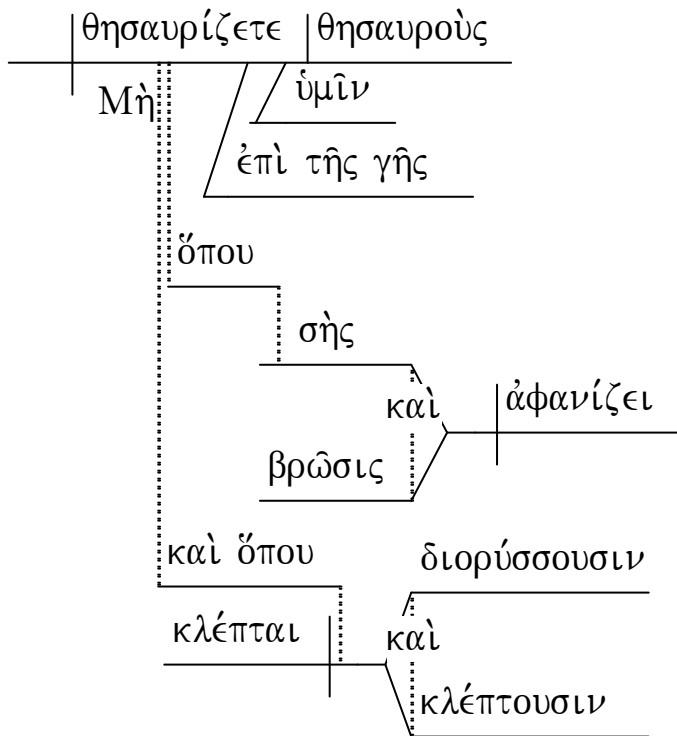 θησαυρίζετε θησαυροὺς
Μὴ
ὑμῖν
ἐπὶ τῆς γῆς
ὅπου
σὴς
καὶ
ἀφανίζει
βρῶσις
καὶ ὅπου
διορύσσουσιν
κλέπται
καὶ
κλέπτουσιν